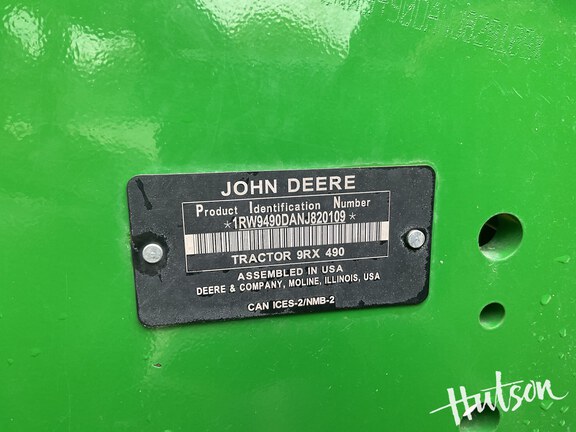 JOHN DEERE
Product Identification Number
*1RW9490DANJ820109*
TRACTOR 9RX 490
ASSEMBLED IN USA
DEERE & COMPANY, MOLINE, ILLINOIS, USA
CAN ICES-2/NMB-2
Hutson